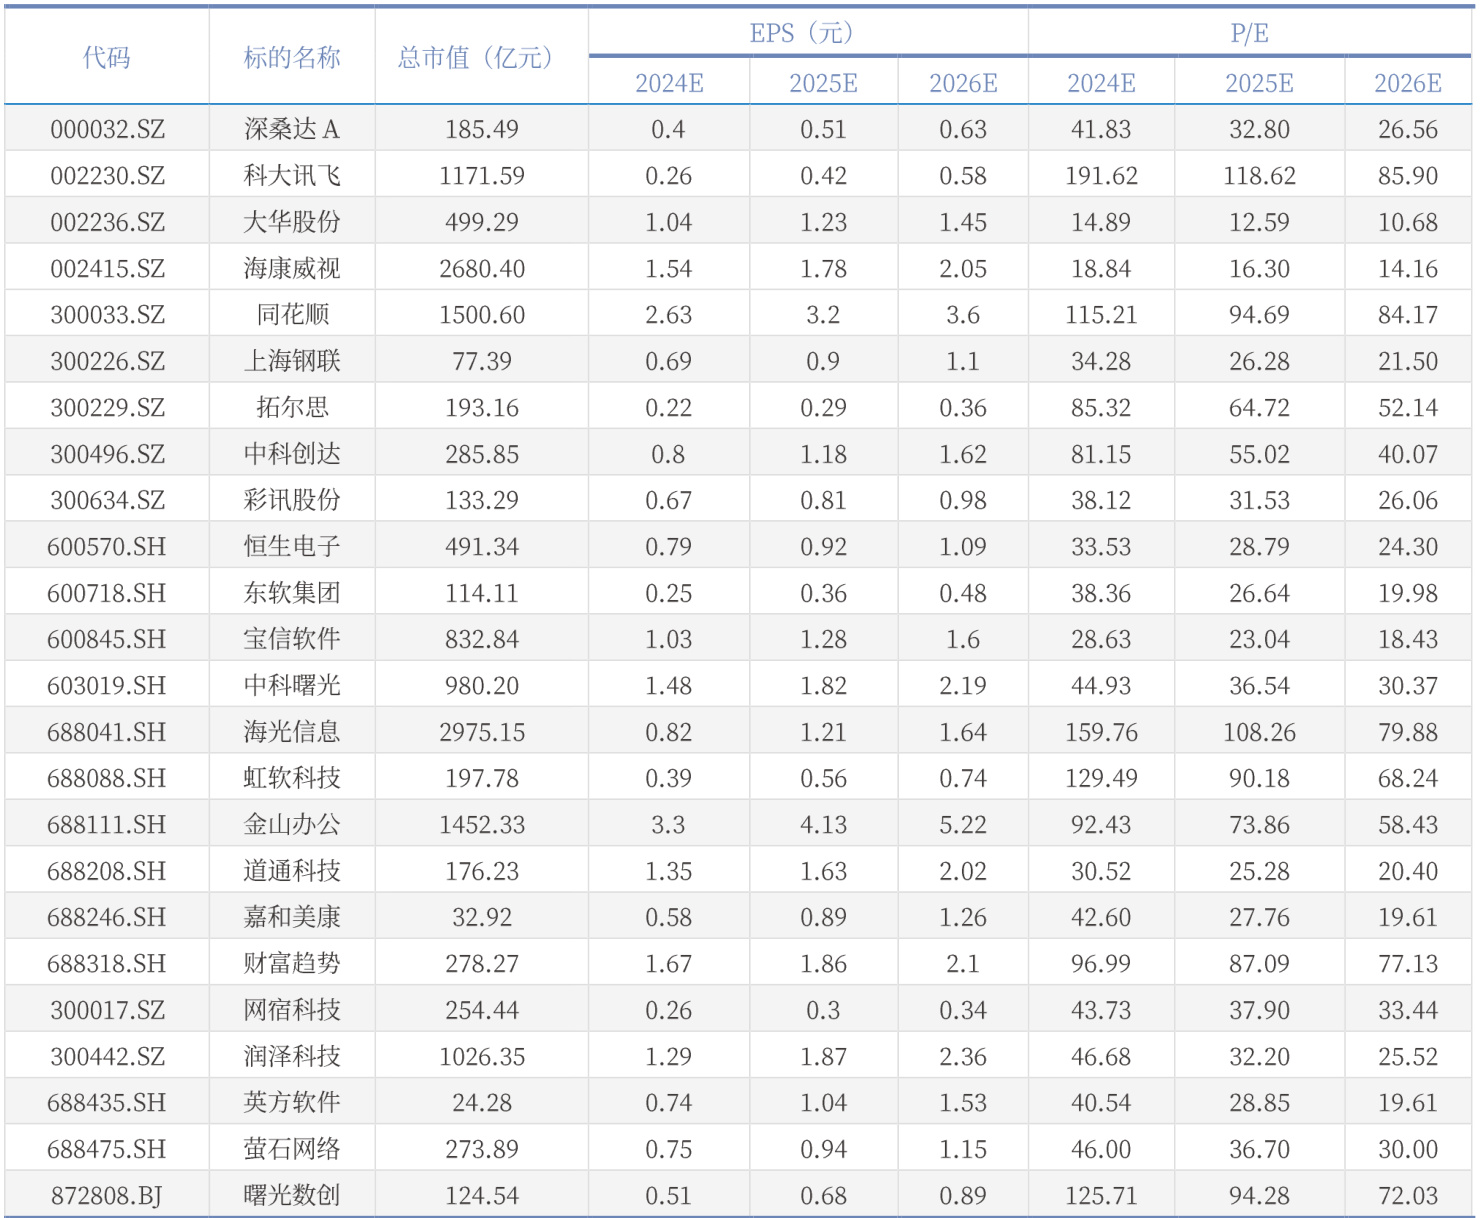 代码 标的名称 总市值（亿元） EPS（元） P/E
2024E 2025E 2026E 2024E 2025E 2026E
000032.SZ 深桑达 A 185.49 0.4 0.51 0.63 41.83 32.80 26.56
002230.SZ 科大讯飞 1171.59 0.26 0.42 0.58 191.62 118.62 85.90
002236.SZ 大华股份 499.29 1.04 1.23 1.45 14.89 12.59 10.68
002415.SZ 海康威视 2680.40 1.54 1.78 2.05 18.84 16.30 14.16
300033.SZ 同花顺 1500.60 2.63 3.2 3.6 115.21 94.69 84.17
300226.SZ 上海钢联 77.39 0.69 0.9 1.1 34.28 26.28 21.50
300229.SZ 拓尔思 193.16 0.22 0.29 0.36 85.32 64.72 52.14
300496.SZ 中科创达 285.85 0.8 1.18 1.62 81.15 55.02 40.07
300634.SZ 彩讯股份 133.29 0.67 0.81 0.98 38.12 31.53 26.06
600570.SH 恒生电子 491.34 0.79 0.92 1.09 33.53 28.79 24.30
600718.SH 东软集团 114.11 0.25 0.36 0.48 38.36 26.64 19.98
600845.SH 宝信软件 832.84 1.03 1.28 1.6 28.63 23.04 18.43
603019.SH 中科曙光 980.20 1.48 1.82 2.19 44.93 36.54 30.37
688041.SH 海光信息 2975.15 0.82 1.21 1.64 159.76 108.26 79.88
688088.SH 虹软科技 197.78 0.39 0.56 0.74 129.49 90.18 68.24
688111.SH 金山办公 1452.33 3.3 4.13 5.22 92.43 73.86 58.43
688208.SH 道通科技 176.23 1.35 1.63 2.02 30.52 25.28 20.40
688246.SH 嘉和美康 32.92 0.58 0.89 1.26 42.60 27.76 19.61
688318.SH 财富趋势 278.27 1.67 1.86 2.1 96.99 87.09 77.13
300017.SZ 网宿科技 254.44 0.26 0.3 0.34 43.73 37.90 33.44
300442.SZ 润泽科技 1026.35 1.29 1.87 2.36 46.68 32.20 25.52
688435.SH 英方软件 24.28 0.74 1.04 1.53 40.54 28.85 19.61
688475.SH 萤石网络 273.89 0.75 0.94 1.15 46.00 36.70 30.00
872808.BJ 曙光数创 124.54 0.51 0.68 0.89 125.71 94.28 72.03